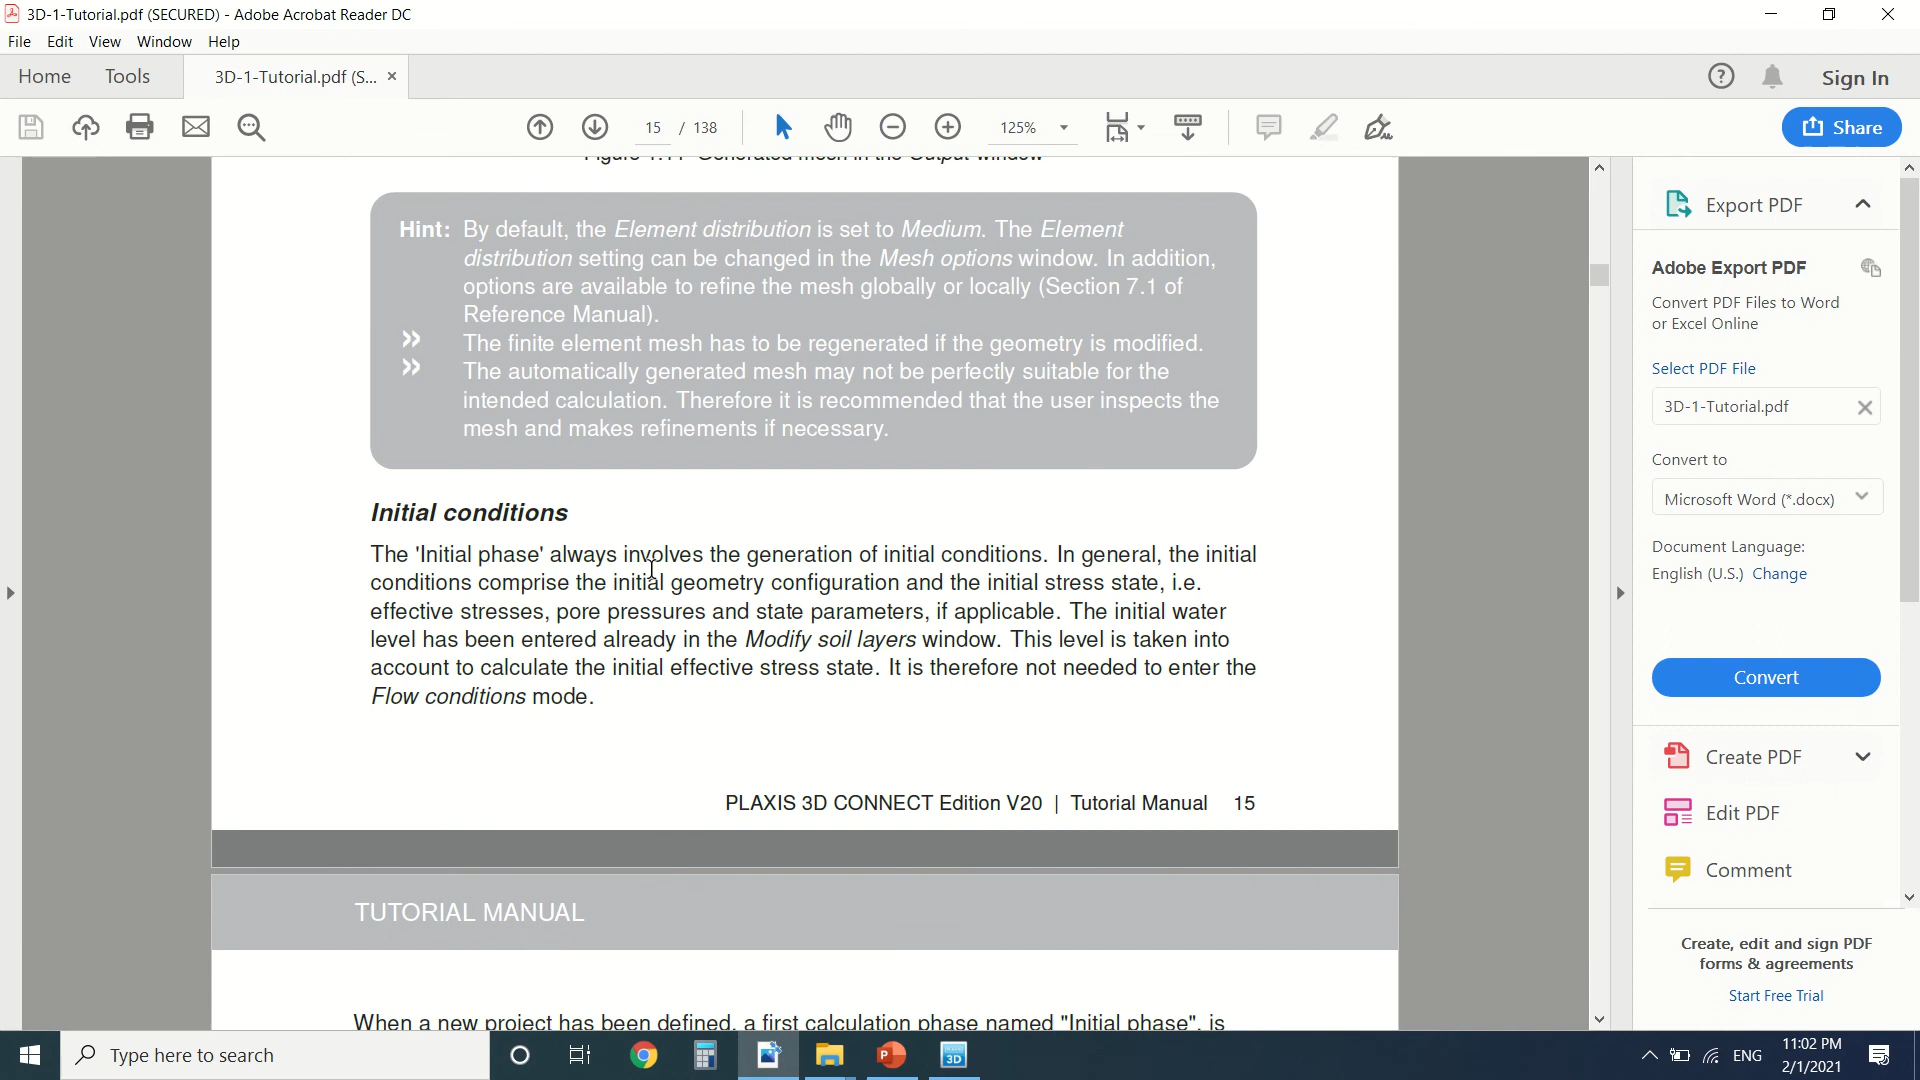 3D-1-Tutorial.pdf (SECURED) - Adobe Acrobat Reader DC
File Edit View Window Help
Home Tools 3D-1-Tutorial.pdf (S... Sign In
15 / 138 125% Share
Figure 1.11 Generated mesh in the Output window
Hint: By default, the Element distribution is set to Medium. The Element
distribution setting can be changed in the Mesh options window. In addition,
options are available to refine the mesh globally or locally (Section 7.1 of
Reference Manual).
» The finite element mesh has to be regenerated if the geometry is modified.
» The automatically generated mesh may not be perfectly suitable for the
intended calculation. Therefore it is recommended that the user inspects the
mesh and makes refinements if necessary.
Initial conditions
The 'Initial phase' always involves the generation of initial conditions. In general, the initial
conditions comprise the initial geometry configuration and the initial stress state, i.e.
effective stresses, pore pressures and state parameters, if applicable. The initial water
level has been entered already in the Modify soil layers window. This level is taken into
account to calculate the initial effective stress state. It is therefore not needed to enter the
Flow conditions mode.
PLAXIS 3D CONNECT Edition V20 | Tutorial Manual 15
TUTORIAL MANUAL
When a new project has been defined, a first calculation phase named "Initial phase", is
Export PDF
Adobe Export PDF
Convert PDF Files to Word
or Excel Online
Select PDF File
3D-1-Tutorial.pdf
Convert to
Microsoft Word (*.docx)
Document Language:
English (U.S.) Change
Convert
Create PDF
Edit PDF
Comment
Create, edit and sign PDF
forms & agreements
Start Free Trial
Type here to search
3D
ENG
11:02 PM
2/1/2021